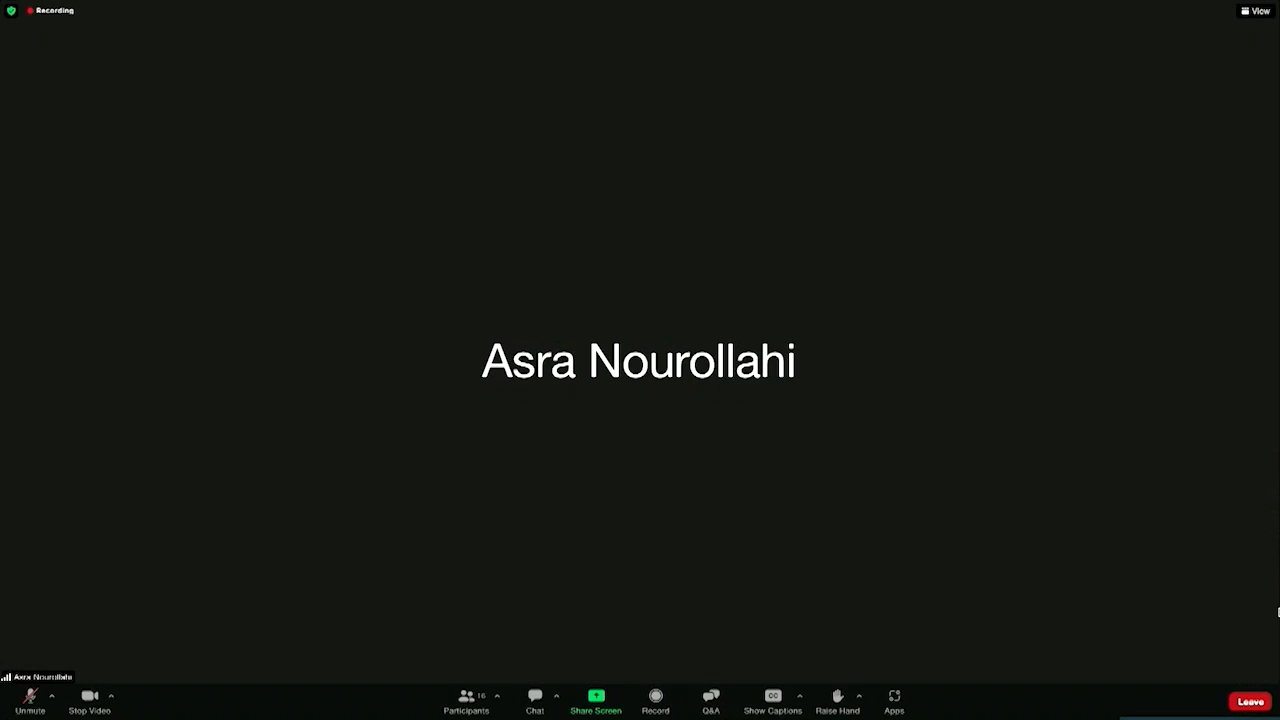 Recording
View
Asra Nourollahi
Asra Nourollahi
Unmute
Stop Video
Participants
16
Chat
Share Screen
Record
Q&A
CC
Show Captions
Raise Hand
Apps
Leave